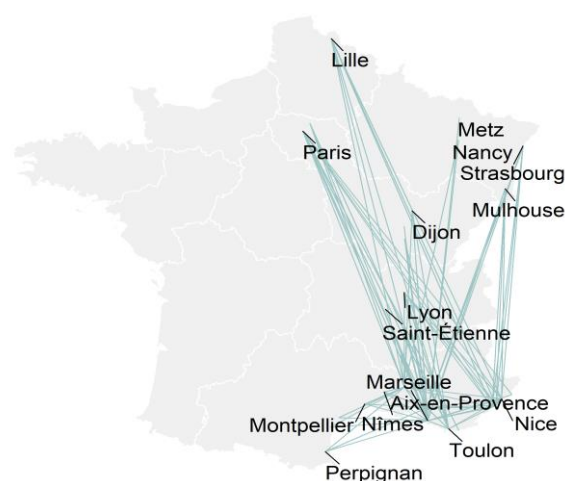 Lille
Paris
Metz
Nancy
Strasbourg
Mulhouse
Dijon
Lyon
Saint-Étienne
Marseille
Aix-en-Provence
Montpellier
Nîmes
Nice
Toulon
Perpignan